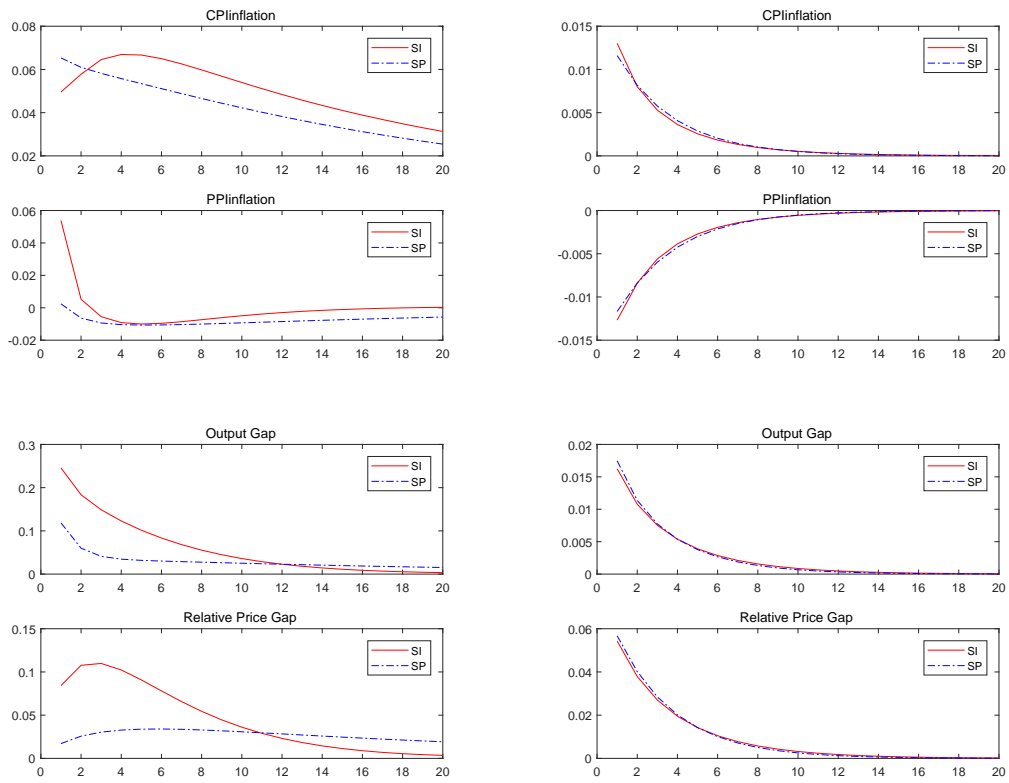 CPIinflation
0.08
0.06
0.04
0.02
SI
SP
0 2 4 6 8 10 12 14 16 18 20
CPIinflation
0.015
0.01
0.005
0
SI
SP
0 2 4 6 8 10 12 14 16 18 20
PPIinflation
0.06
0.04
0.02
0
-0.02
SI
SP
0 2 4 6 8 10 12 14 16 18 20
PPIinflation
0
-0.005
-0.01
-0.015
SI
SP
0 2 4 6 8 10 12 14 16 18 20
Output Gap
0.3
0.2
0.1
0
SI
SP
0 2 4 6 8 10 12 14 16 18 20
Output Gap
0.02
0.015
0.01
0.005
0
SI
SP
0 2 4 6 8 10 12 14 16 18 20
Relative Price Gap
0.15
0.1
0.05
0
SI
SP
0 2 4 6 8 10 12 14 16 18 20
Relative Price Gap
0.06
0.04
0.02
0
SI
SP
0 2 4 6 8 10 12 14 16 18 20